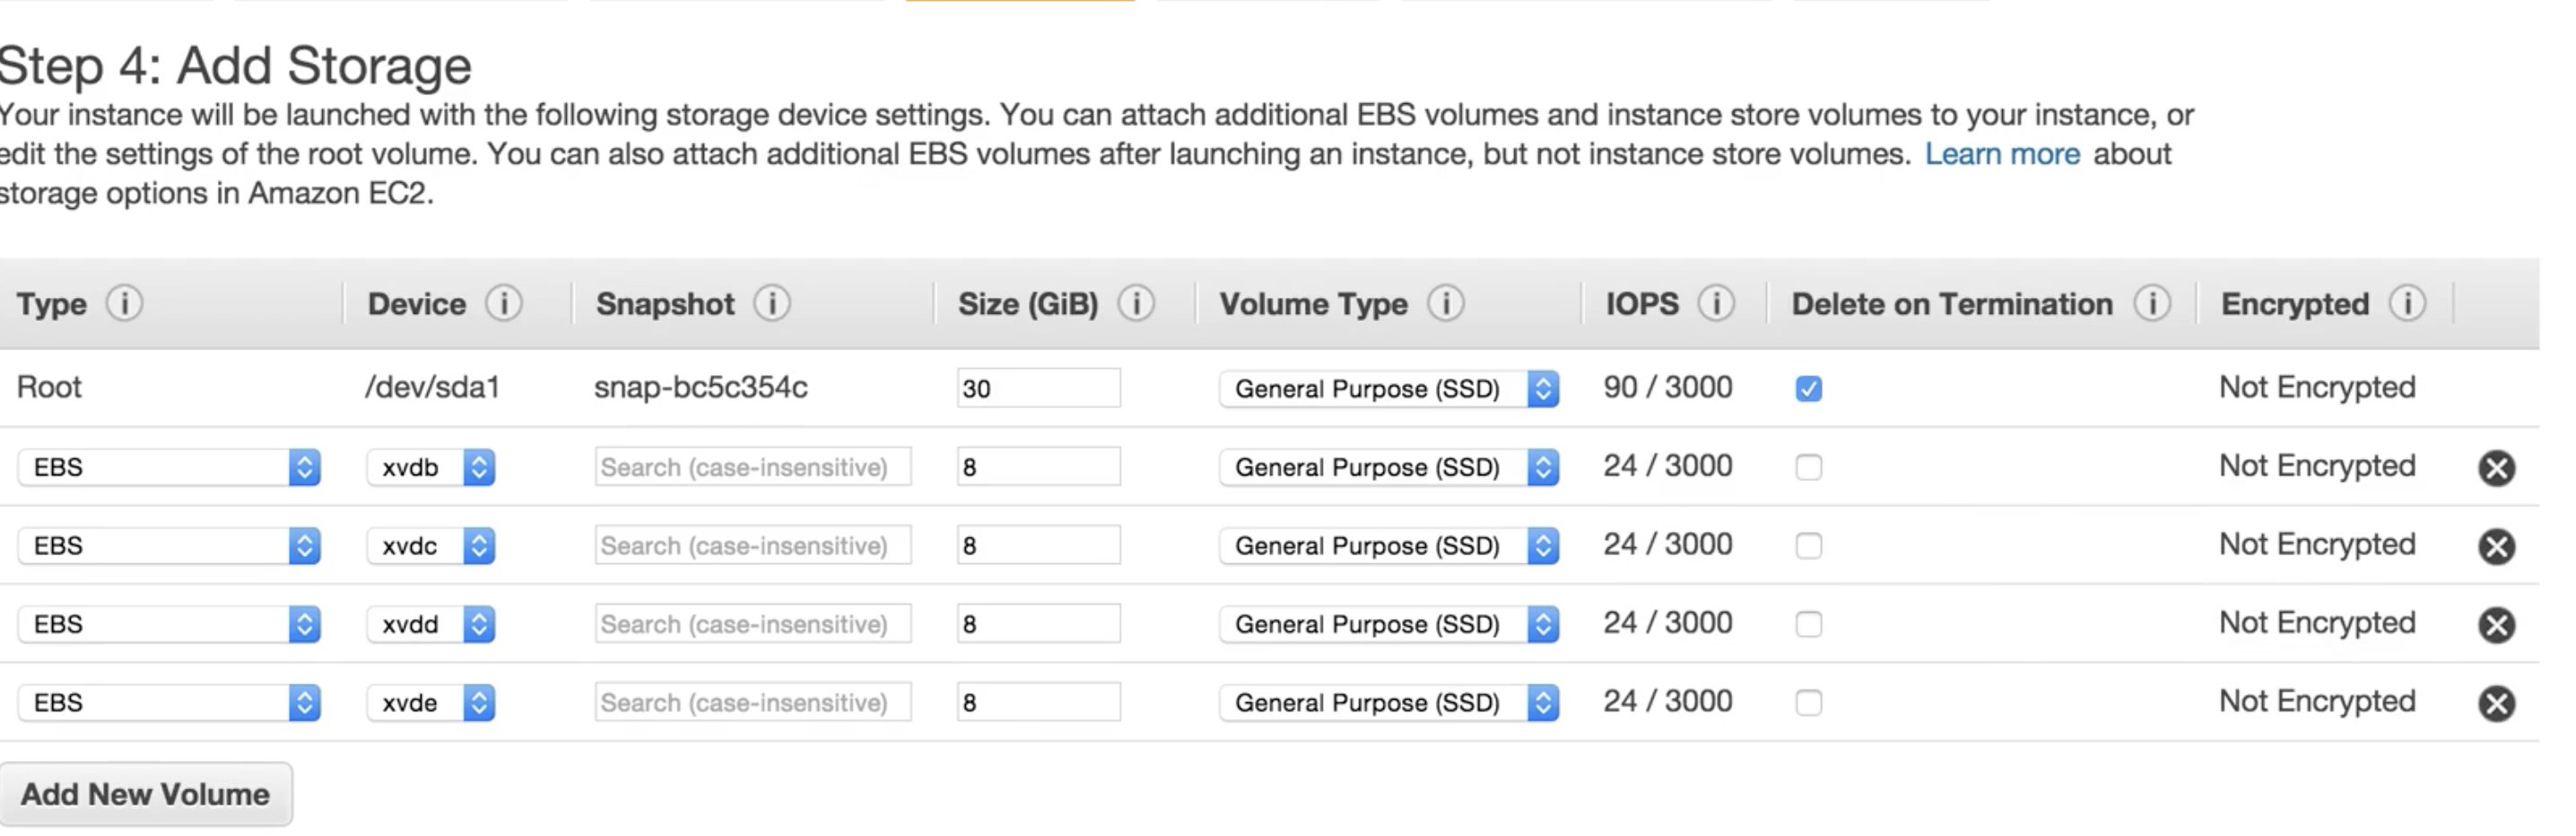 Step 4: Add Storage
Your instance will be launched with the following storage device settings. You can attach additional EBS volumes and instance store volumes to your instance, or
edit the settings of the root volume. You can also attach additional EBS volumes after launching an instance, but not instance store volumes. Learn more about
storage options in Amazon EC2.
Type i Device i Snapshot i Size (GiB) i Volume Type i IOPS i Delete on Termination i Encrypted i
Root /dev/sda1 snap-bc5c354c 30 General Purpose (SSD) 90 / 3000 Not Encrypted
EBS xvdb Search (case-insensitive) 8 General Purpose (SSD) 24 / 3000 Not Encrypted
EBS xvdc Search (case-insensitive) 8 General Purpose (SSD) 24 / 3000 Not Encrypted
EBS xvdd Search (case-insensitive) 8 General Purpose (SSD) 24 / 3000 Not Encrypted
EBS xvde Search (case-insensitive) 8 General Purpose (SSD) 24 / 3000 Not Encrypted
Add New Volume